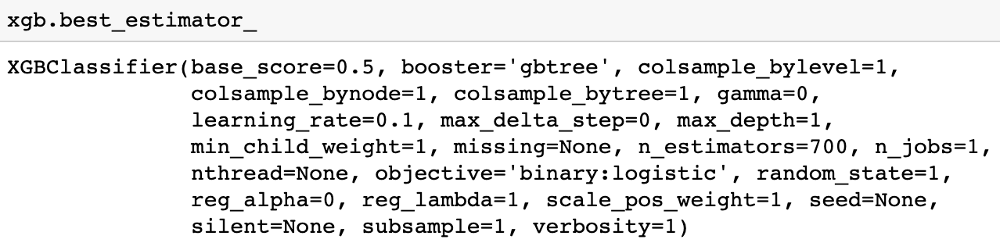 xgb.best_estimator_
XGBClassifier(base_score=0.5, booster='gbtree', colsample_bylevel=1,
colsample_bynode=1, colsample_bytree=1, gamma=0,
learning_rate=0.1, max_delta_step=0, max_depth=1,
min_child_weight=1, missing=None, n_estimators=700, n_jobs=1,
nthread=None, objective='binary:logistic', random_state=1,
reg_alpha=0, reg_lambda=1, scale_pos_weight=1, seed=None,
silent=None, subsample=1, verbosity=1)